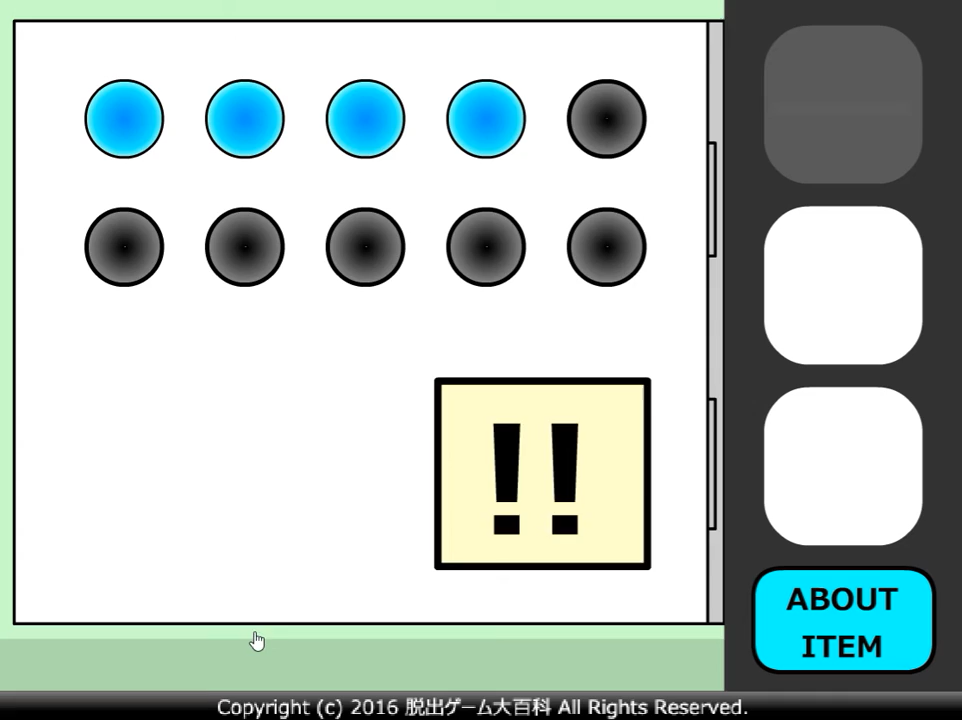 !!
ABOUT
ITEM
Copyright (c) 2016 脱出ゲーム大百科 All Rights Reserved.